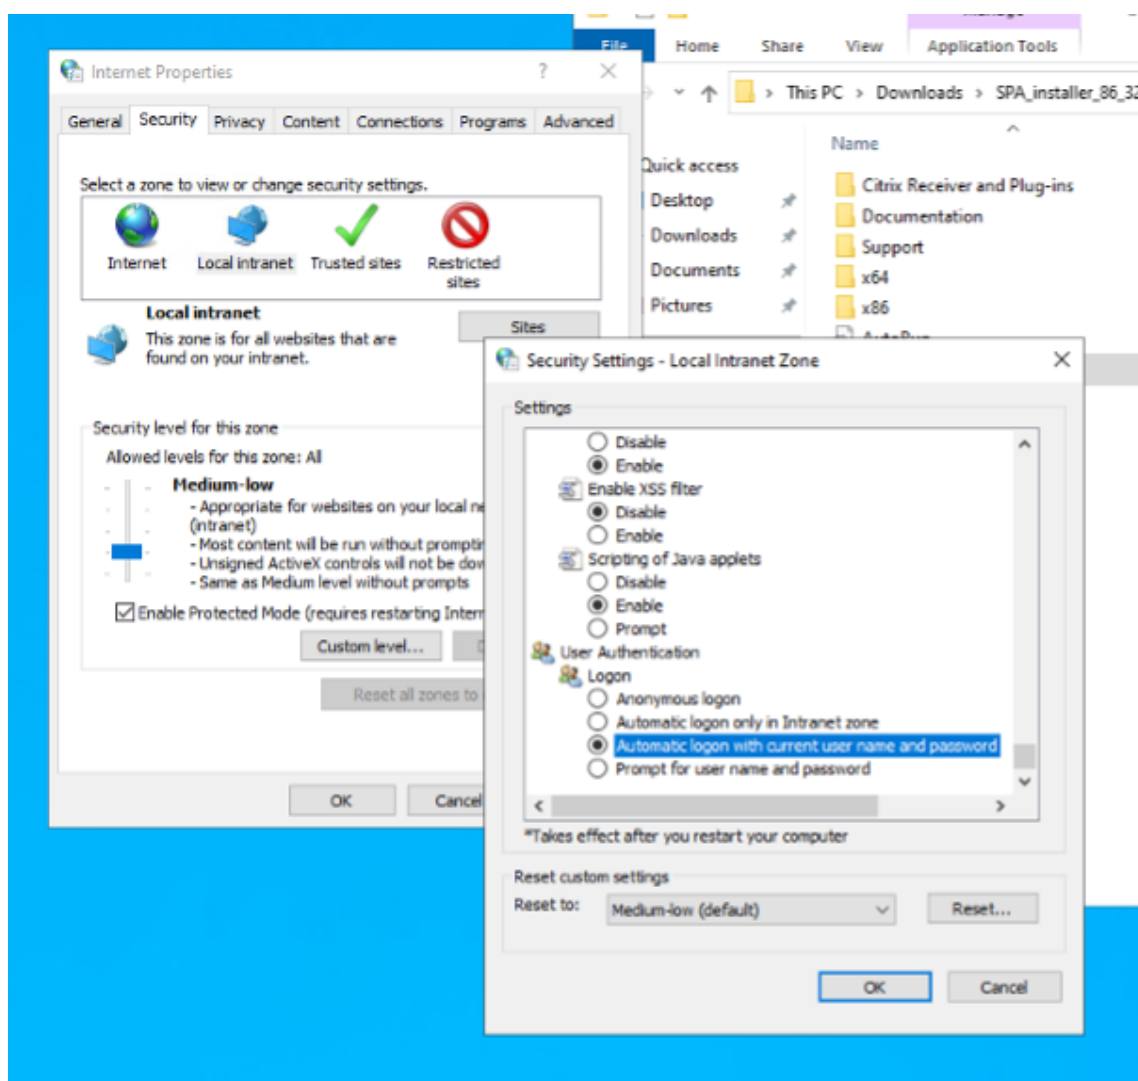 File
Home
Share
View
Application Tools
This PC
Downloads
SPA_installer_86_32
Internet Properties
?
General
Security
Privacy
Content
Connections
Programs
Advanced
Select a zone to view or change security settings.
Internet
Local intranet
Trusted sites
Restricted
sites
Local intranet
This zone is for all websites that are
found on your intranet.
Sites
Security level for this zone
Allowed levels for this zone: All
Medium-low
- Appropriate for websites on your local ne
(intranet)
- Most content will be run without promptin
- Unsigned ActiveX controls will not be dow
- Same as Medium level without prompts
Enable Protected Mode (requires restarting Intern
Custom level...
D
Reset all zones to
OK
Cancel
Quick access
Desktop
Downloads
Documents
Pictures
Name
Citrix Receiver and Plug-ins
Documentation
Support
x64
x86
Security Settings - Local Intranet Zone
Settings
Disable
Enable
Enable XSS filter
Disable
Enable
Scripting of Java applets
Disable
Enable
Prompt
User Authentication
Logon
Anonymous logon
Automatic logon only in Intranet zone
Automatic logon with current user name and password
Prompt for user name and password
*Takes effect after you restart your computer
Reset custom settings
Reset to:
Medium-low (default)
Reset...
OK
Cancel